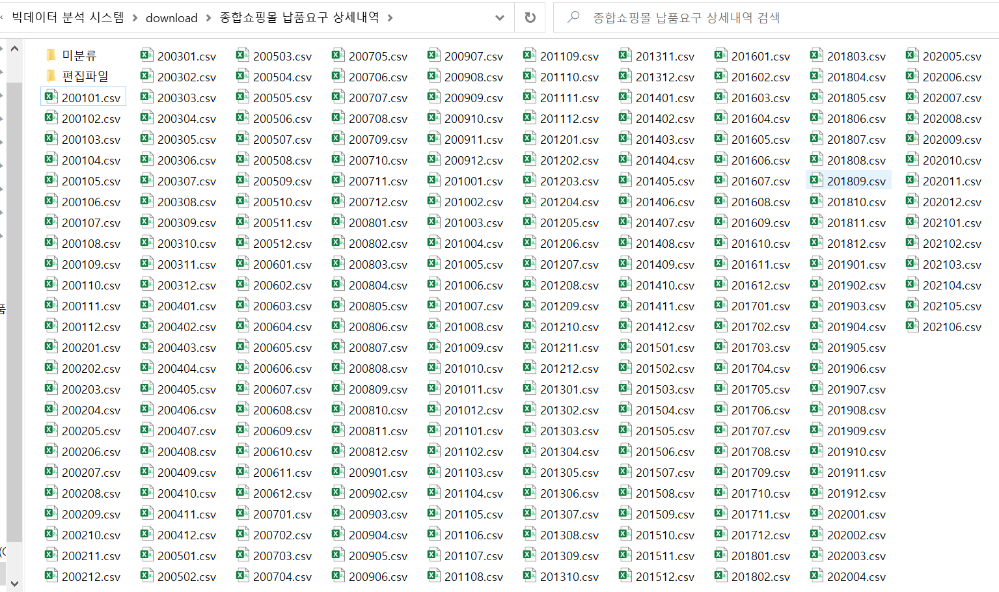 빅데이터 분석 시스템 > download > 종합쇼핑몰 납품요구 상세내역 >
종합쇼핑몰 납품요구 상세내역 검색
미분류
편집파일
200101.csv
200102.csv
200103.csv
200104.csv
200105.csv
200106.csv
200107.csv
200108.csv
200109.csv
200110.csv
200111.csv
200112.csv
200201.csv
200202.csv
200203.csv
200204.csv
200205.csv
200206.csv
200207.csv
200208.csv
200209.csv
200210.csv
200211.csv
200212.csv
200301.csv
200302.csv
200303.csv
200304.csv
200305.csv
200306.csv
200307.csv
200308.csv
200309.csv
200310.csv
200311.csv
200312.csv
200401.csv
200402.csv
200403.csv
200404.csv
200405.csv
200406.csv
200407.csv
200408.csv
200409.csv
200410.csv
200411.csv
200412.csv
200501.csv
200502.csv
200503.csv
200504.csv
200505.csv
200506.csv
200507.csv
200508.csv
200509.csv
200510.csv
200511.csv
200512.csv
200601.csv
200602.csv
200603.csv
200604.csv
200605.csv
200606.csv
200607.csv
200608.csv
200609.csv
200610.csv
200611.csv
200612.csv
200701.csv
200702.csv
200703.csv
200704.csv
200705.csv
200706.csv
200707.csv
200708.csv
200709.csv
200710.csv
200711.csv
200712.csv
200801.csv
200802.csv
200803.csv
200804.csv
200805.csv
200806.csv
200807.csv
200808.csv
200809.csv
200810.csv
200811.csv
200812.csv
200901.csv
200902.csv
200903.csv
200904.csv
200905.csv
200906.csv
200907.csv
200908.csv
200909.csv
200910.csv
200911.csv
200912.csv
201001.csv
201002.csv
201003.csv
201004.csv
201005.csv
201006.csv
201007.csv
201008.csv
201009.csv
201010.csv
201011.csv
201012.csv
201101.csv
201102.csv
201103.csv
201104.csv
201105.csv
201106.csv
201107.csv
201108.csv
201109.csv
201110.csv
201111.csv
201112.csv
201201.csv
201202.csv
201203.csv
201204.csv
201205.csv
201206.csv
201207.csv
201208.csv
201209.csv
201210.csv
201211.csv
201212.csv
201301.csv
201302.csv
201303.csv
201304.csv
201305.csv
201306.csv
201307.csv
201308.csv
201309.csv
201310.csv
201311.csv
201312.csv
201401.csv
201402.csv
201403.csv
201404.csv
201405.csv
201406.csv
201407.csv
201408.csv
201409.csv
201410.csv
201411.csv
201412.csv
201501.csv
201502.csv
201503.csv
201504.csv
201505.csv
201506.csv
201507.csv
201508.csv
201509.csv
201510.csv
201511.csv
201512.csv
201601.csv
201602.csv
201603.csv
201604.csv
201605.csv
201606.csv
201607.csv
201608.csv
201609.csv
201610.csv
201611.csv
201612.csv
201701.csv
201702.csv
201703.csv
201704.csv
201705.csv
201706.csv
201707.csv
201708.csv
201709.csv
201710.csv
201711.csv
201712.csv
201801.csv
201802.csv
201803.csv
201804.csv
201805.csv
201806.csv
201807.csv
201808.csv
201809.csv
201810.csv
201811.csv
201812.csv
201901.csv
201902.csv
201903.csv
201904.csv
201905.csv
201906.csv
201907.csv
201908.csv
201909.csv
201910.csv
201911.csv
201912.csv
202001.csv
202002.csv
202003.csv
202004.csv
202005.csv
202006.csv
202007.csv
202008.csv
202009.csv
202010.csv
202011.csv
202012.csv
202101.csv
202102.csv
202103.csv
202104.csv
202105.csv
202106.csv